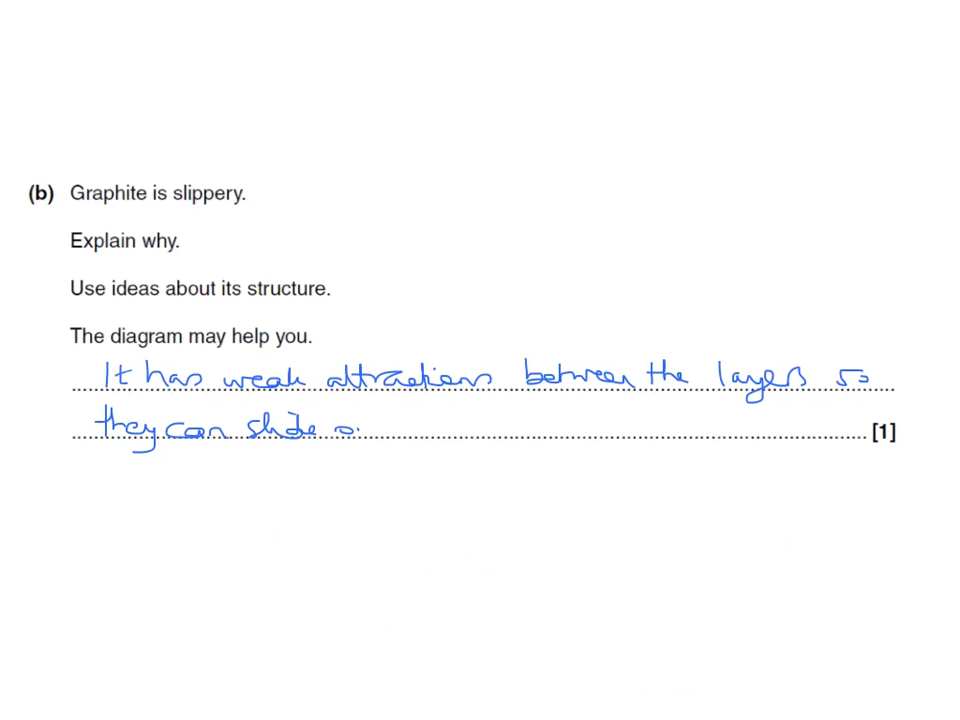 (b) Graphite is slippery.
Explain why.
Use ideas about its structure.
The diagram may help you.
It has weak attractions between the layers so
they can slide o
[1]